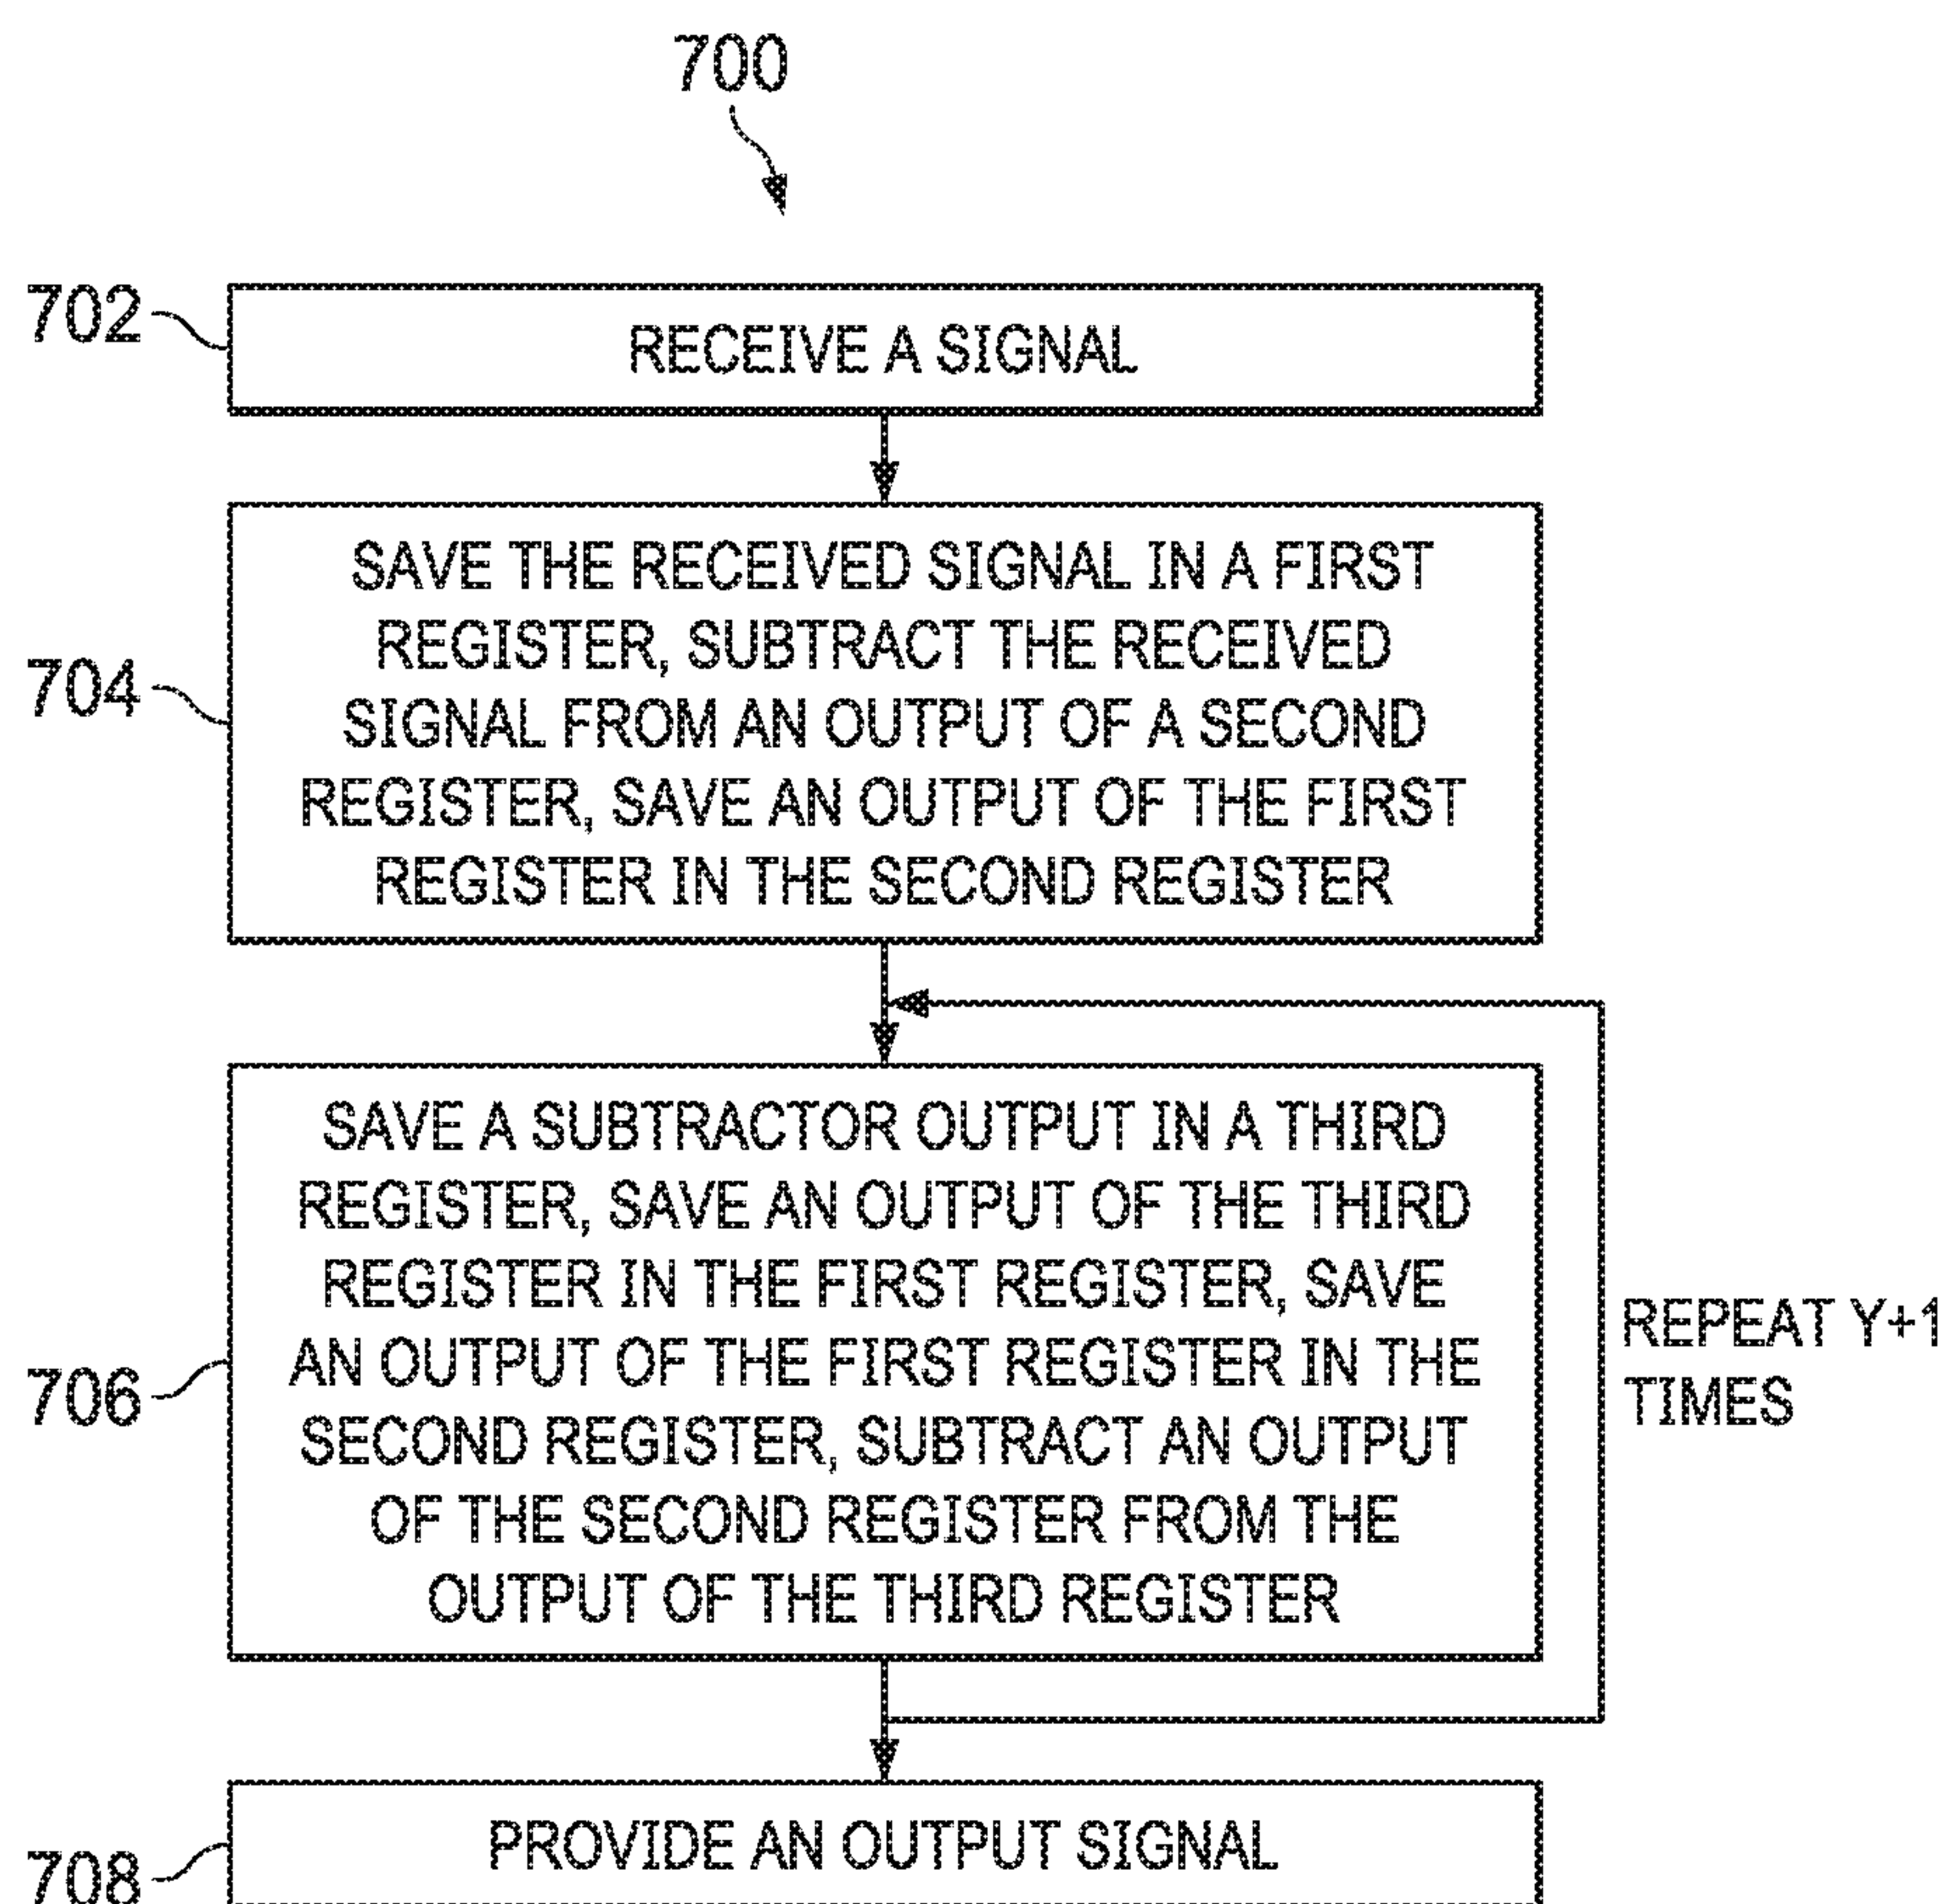 700
702
RECEIVE A SIGNAL
704
SAVE THE RECEIVED SIGNAL IN A FIRST
REGISTER, SUBTRACT THE RECEIVED
SIGNAL FROM AN OUTPUT OF A SECOND
REGISTER, SAVE AN OUTPUT OF THE FIRST
REGISTER IN THE SECOND REGISTER
706
SAVE A SUBTRACTOR OUTPUT IN A THIRD
REGISTER, SAVE AN OUTPUT OF THE THIRD
REGISTER IN THE FIRST REGISTER, SAVE
AN OUTPUT OF THE FIRST REGISTER IN THE
SECOND REGISTER, SUBTRACT AN OUTPUT
OF THE SECOND REGISTER FROM THE
OUTPUT OF THE THIRD REGISTER
REPEAT Y+1
TIMES
708
PROVIDE AN OUTPUT SIGNAL